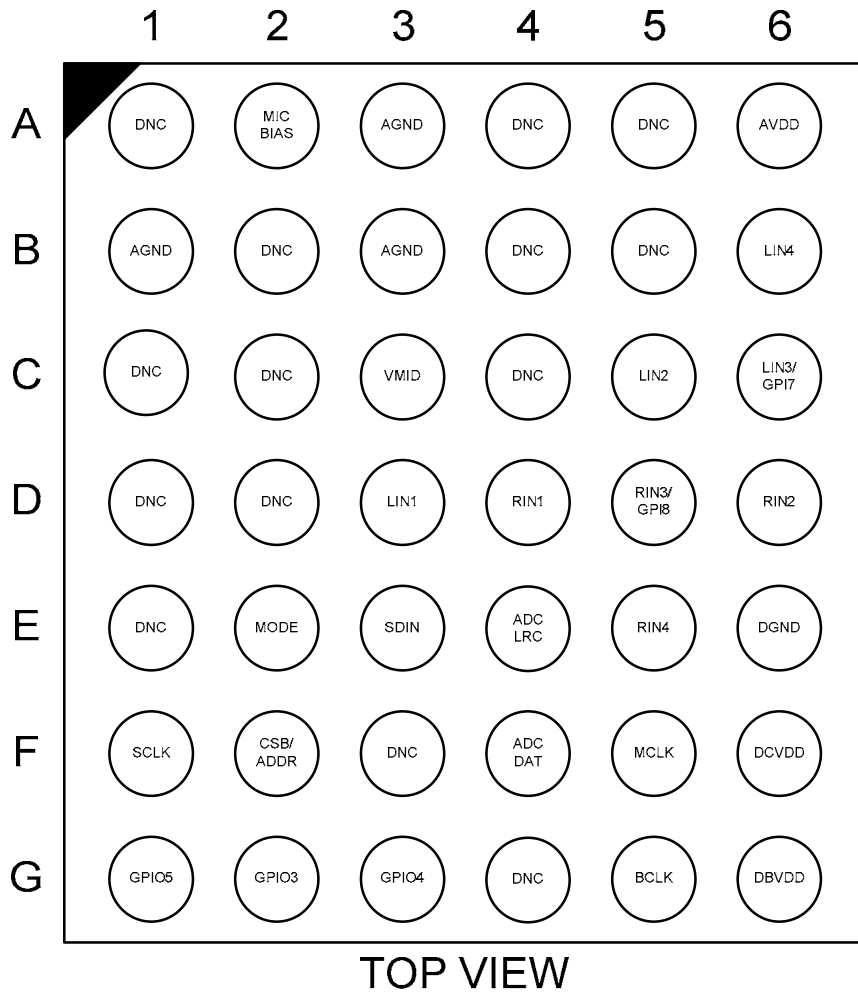 1 2 3 4 5 6
A DNC MIC BIAS AGND DNC DNC AVDD
B AGND DNC AGND DNC DNC LIN4
C DNC DNC VMID DNC LIN2 LIN3/ GPI7
D DNC DNC LIN1 RIN1 RIN3/ GPI8 RIN2
E DNC MODE SDIN ADC LRC RIN4 DGND
F SCLK CSB/ ADDR DNC ADC DAT MCLK DCVDD
G GPIO5 GPIO3 GPIO4 DNC BCLK DBVDD
TOP VIEW